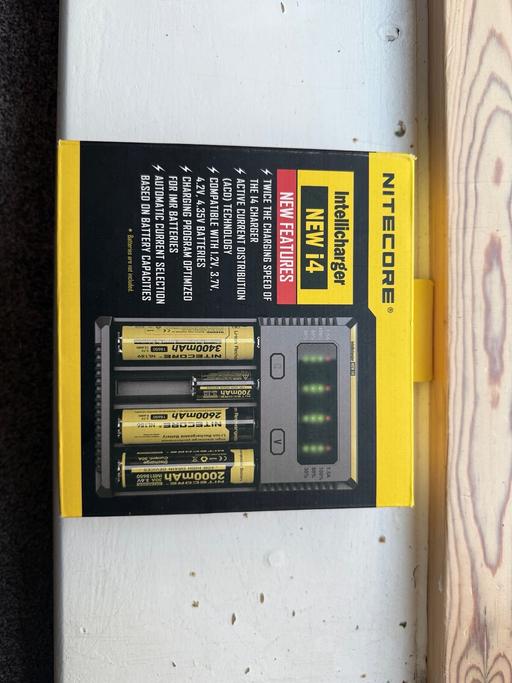 NITECORE®
Intellicharger
NEW i4
NEW FEATURES
TWICE THE CHARGING SPEED OF
THE I4 CHARGER
ACTIVE CURRENT DISTRIBUTION
(ACD) TECHNOLOGY
COMPATIBLE WITH 1.2V, 3.7V,
4.2V, 4.35V BATTERIES
CHARGING PROGRAM OPTIMIZED
FOR IMR BATTERIES
AUTOMATIC CURRENT SELECTION
BASED ON BATTERY CAPACITIES
* Batteries are not included.
C
V
NITECORE® NL189
3400mAh
700mAh
NITECORE®
2600mAh
NITECORE
2000mAh